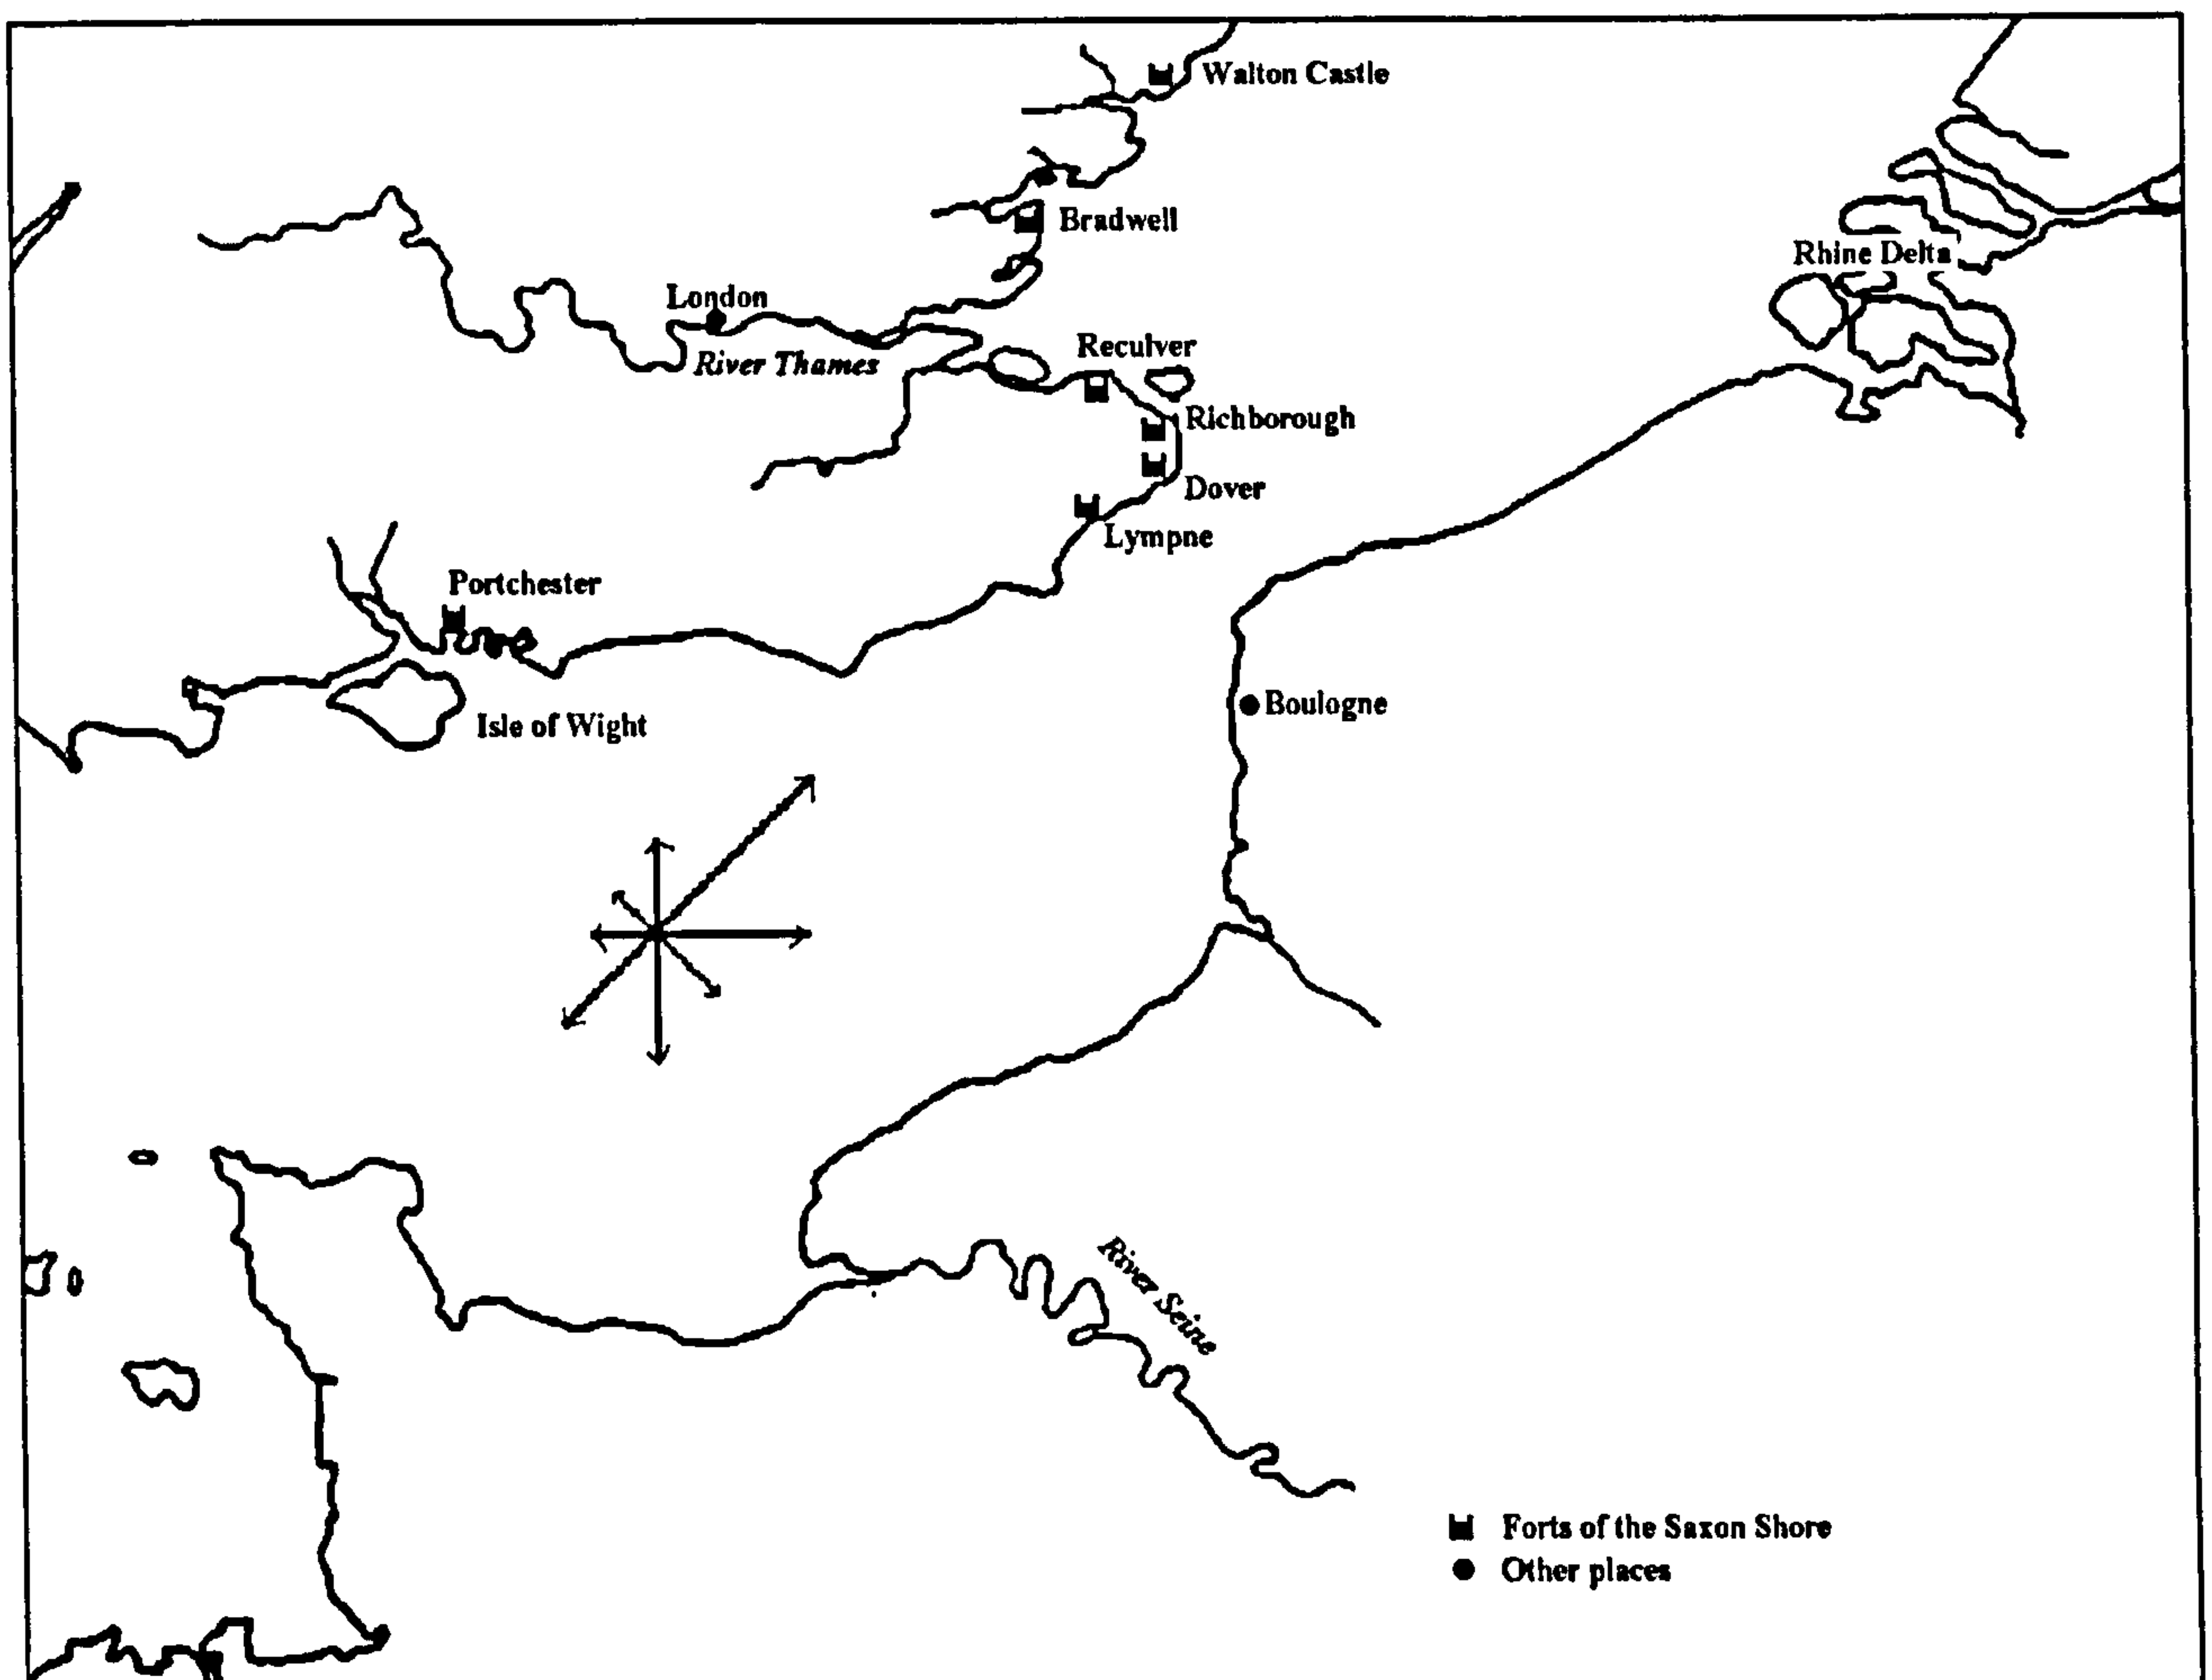 Walton Castle
Bradwell
Rhine Delta
London
River Thames
Reculver
Richborough
Dover
Lympne
Portchester
Isle of Wight
Boulogne
River Seine
Forts of the Saxon Shore
Other places